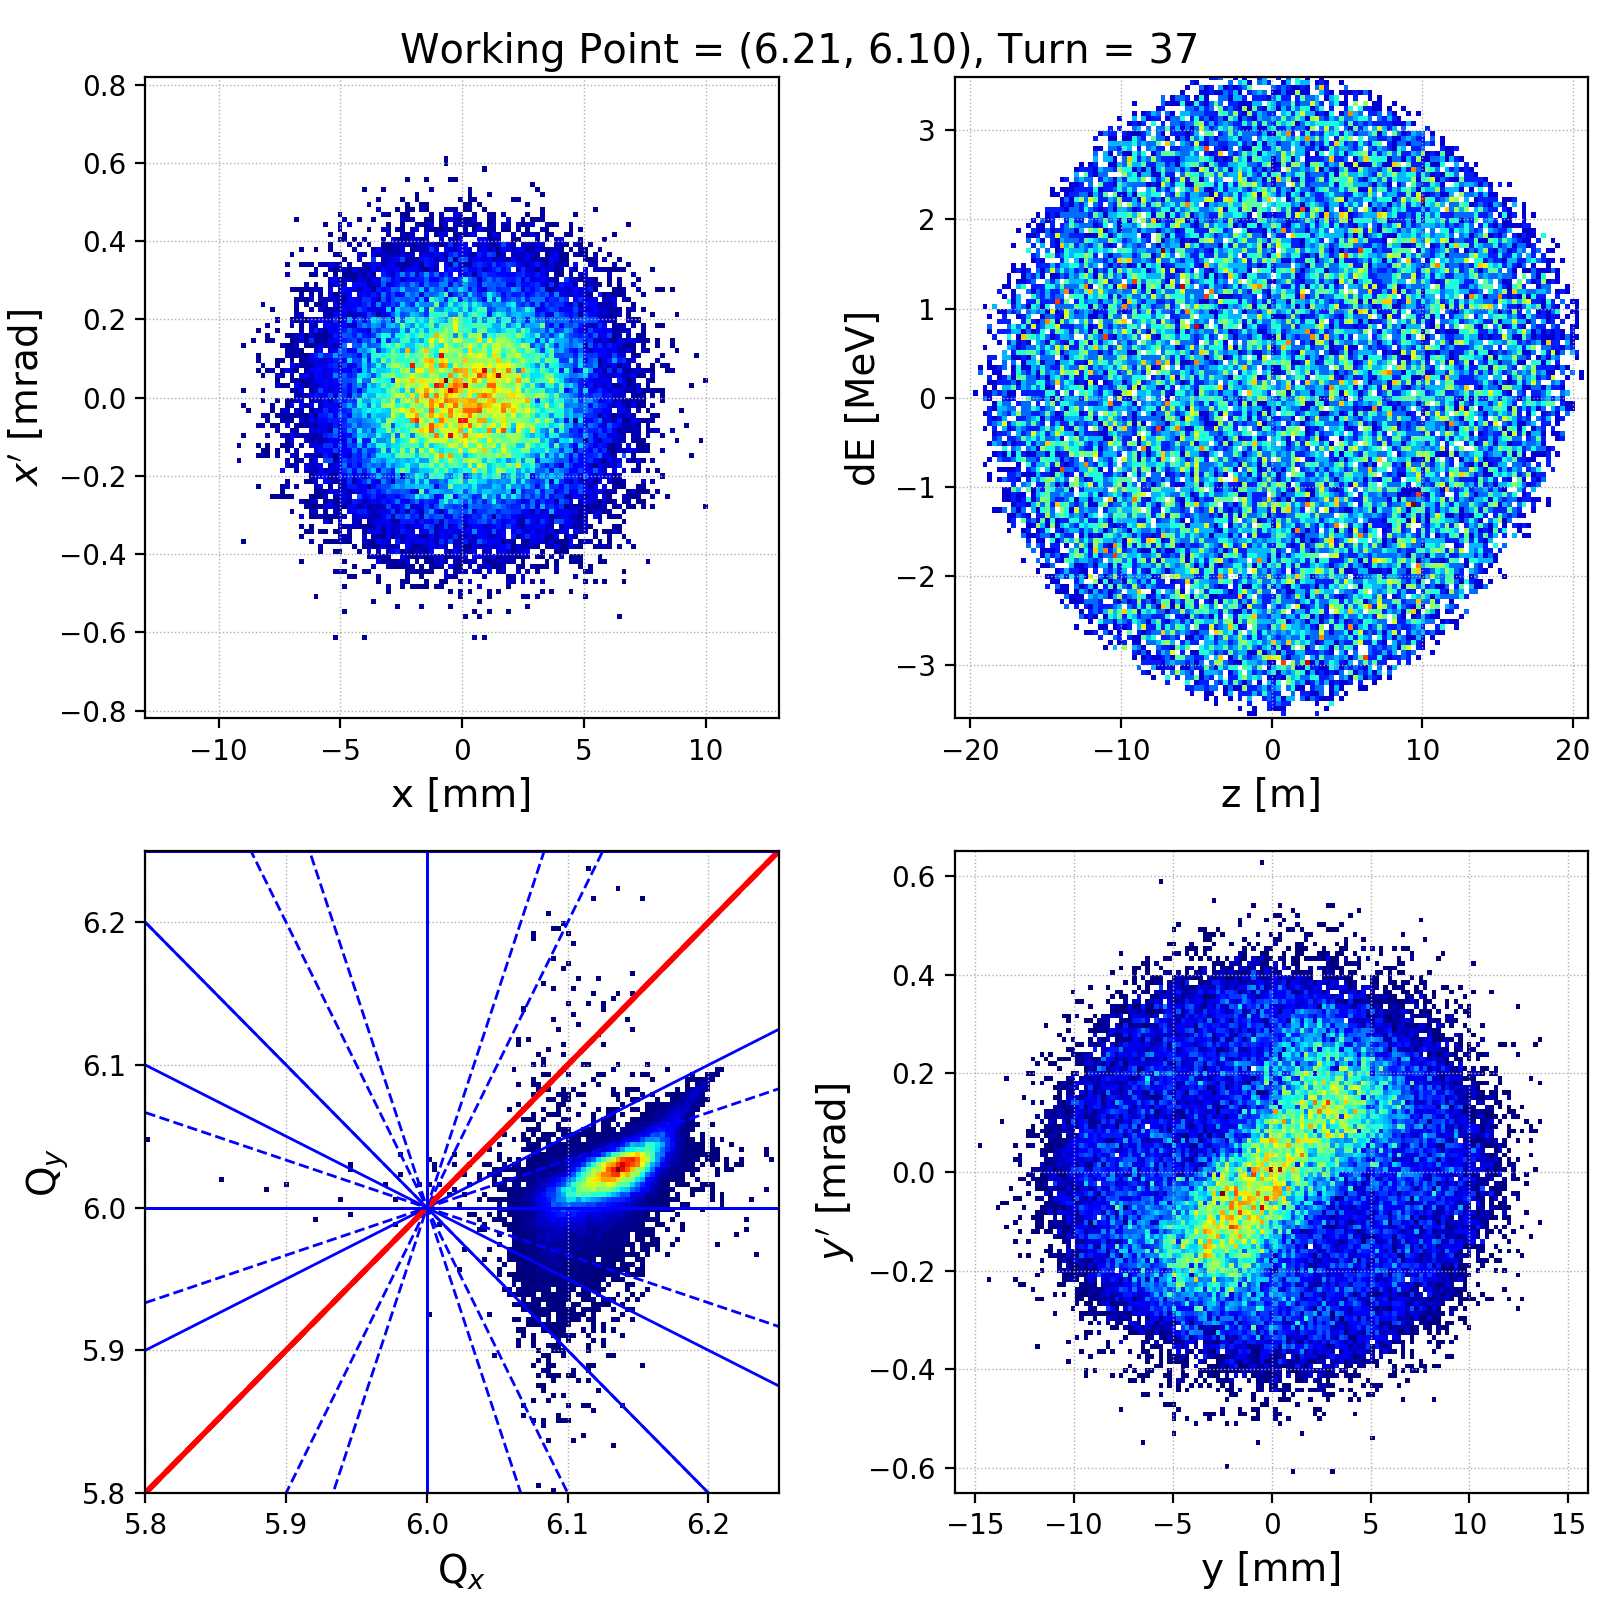 Working Point = (6.21, 6.10), Turn = 37
0.8
0.6
0.4
0.2
0.0
−0.2
−0.4
−0.6
−0.8
x′ [mrad]
−10 −5 0 5 10
x [mm]
3
2
1
0
−1
−2
−3
dE [MeV]
−20 −10 0 10 20
z [m]
6.2
6.1
6.0
5.9
5.8
Qy
5.8 5.9 6.0 6.1 6.2
Qx
0.6
0.4
0.2
0.0
−0.2
−0.4
−0.6
y′ [mrad]
−15 −10 −5 0 5 10 15
y [mm]